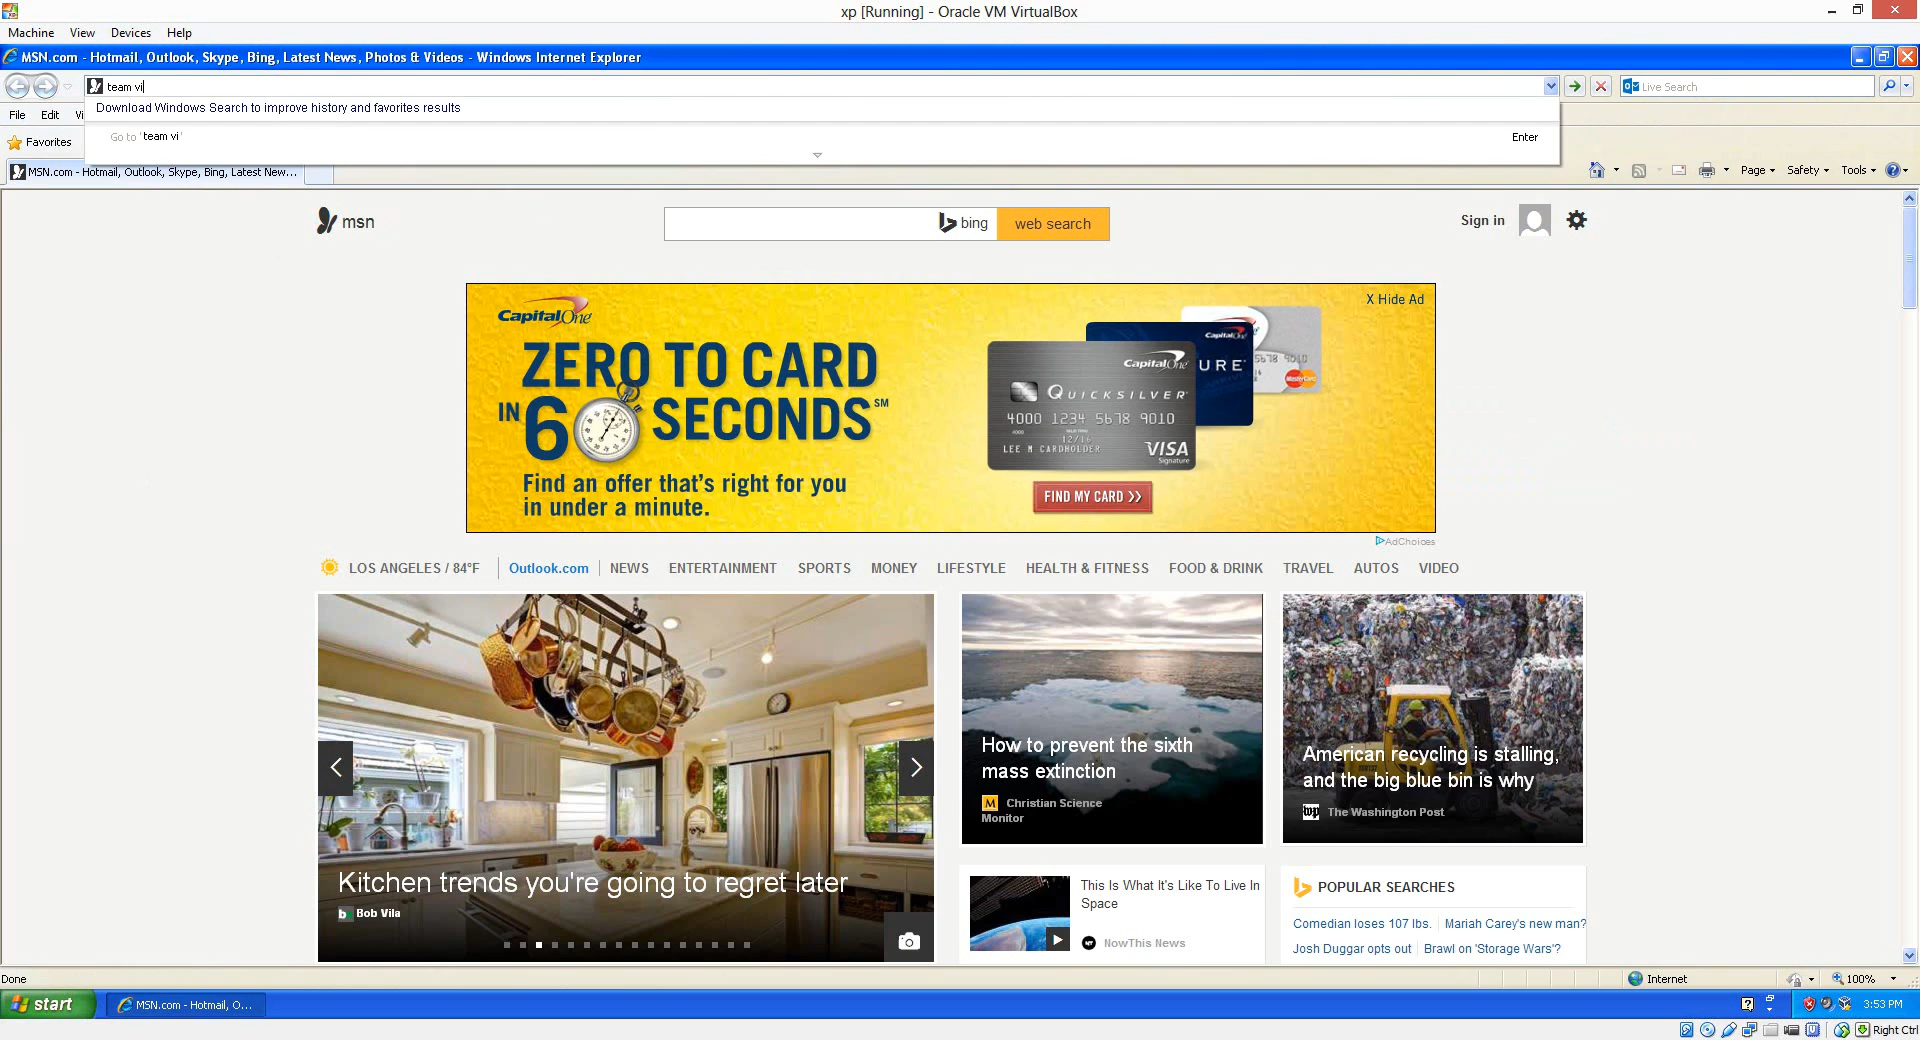 xp [Running] - Oracle VM VirtualBox
Machine View Devices Help
MSN.com - Hotmail, Outlook, Skype, Bing, Latest News, Photos & Videos - Windows Internet Explorer
team vi
Live Search
Download Windows Search to improve history and favorites results
File Edit Vi
Go to 'team vi' Enter
Favorites
MSN.com - Hotmail, Outlook, Skype, Bing, Latest New...
Page Safety Tools
msn
bing
web search
Sign in
X Hide Ad
CapitalOne
ZERO TO CARD
IN 60 SECONDS℠
Find an offer that's right for you
in under a minute.
CapitalOne
CapitalOne
URE
5678 9010
MasterCard
QUICKSILVER
4000 1234 5678 9010
4000
12/16
LEE M CARDHOLDER
VISA
Signature
FIND MY CARD >>
AdChoices
LOS ANGELES / 84°F
Outlook.com NEWS ENTERTAINMENT SPORTS MONEY LIFESTYLE HEALTH & FITNESS FOOD & DRINK TRAVEL AUTOS VIDEO
Kitchen trends you're going to regret later
b Bob Vila
How to prevent the sixth
mass extinction
M Christian Science
Monitor
American recycling is stalling,
and the big blue bin is why
wp The Washington Post
This Is What It's Like To Live In
Space
NowThis News
POPULAR SEARCHES
Comedian loses 107 lbs. Mariah Carey's new man?
Josh Duggar opts out Brawl on 'Storage Wars'?
Done
Internet
100%
start
MSN.com - Hotmail, O...
3:53 PM
Right Ctrl